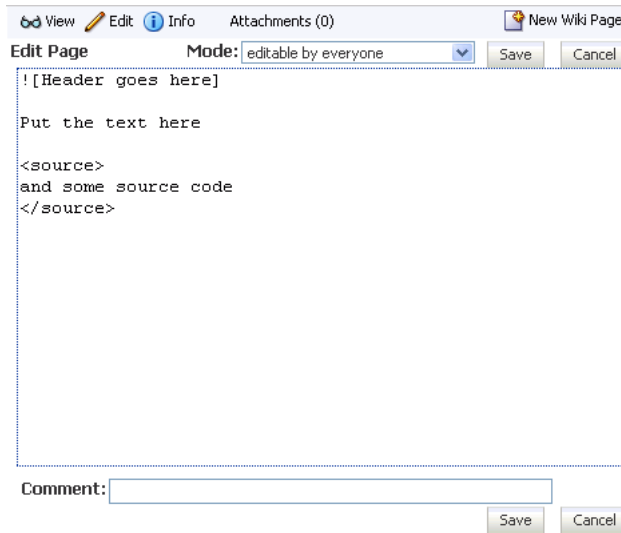 View Edit Info Attachments (0) New Wiki Page
Edit Page Mode: editable by everyone Save Cancel
![Header goes here]
Put the text here
<source>
and some source code
</source>
Comment:
Save Cancel